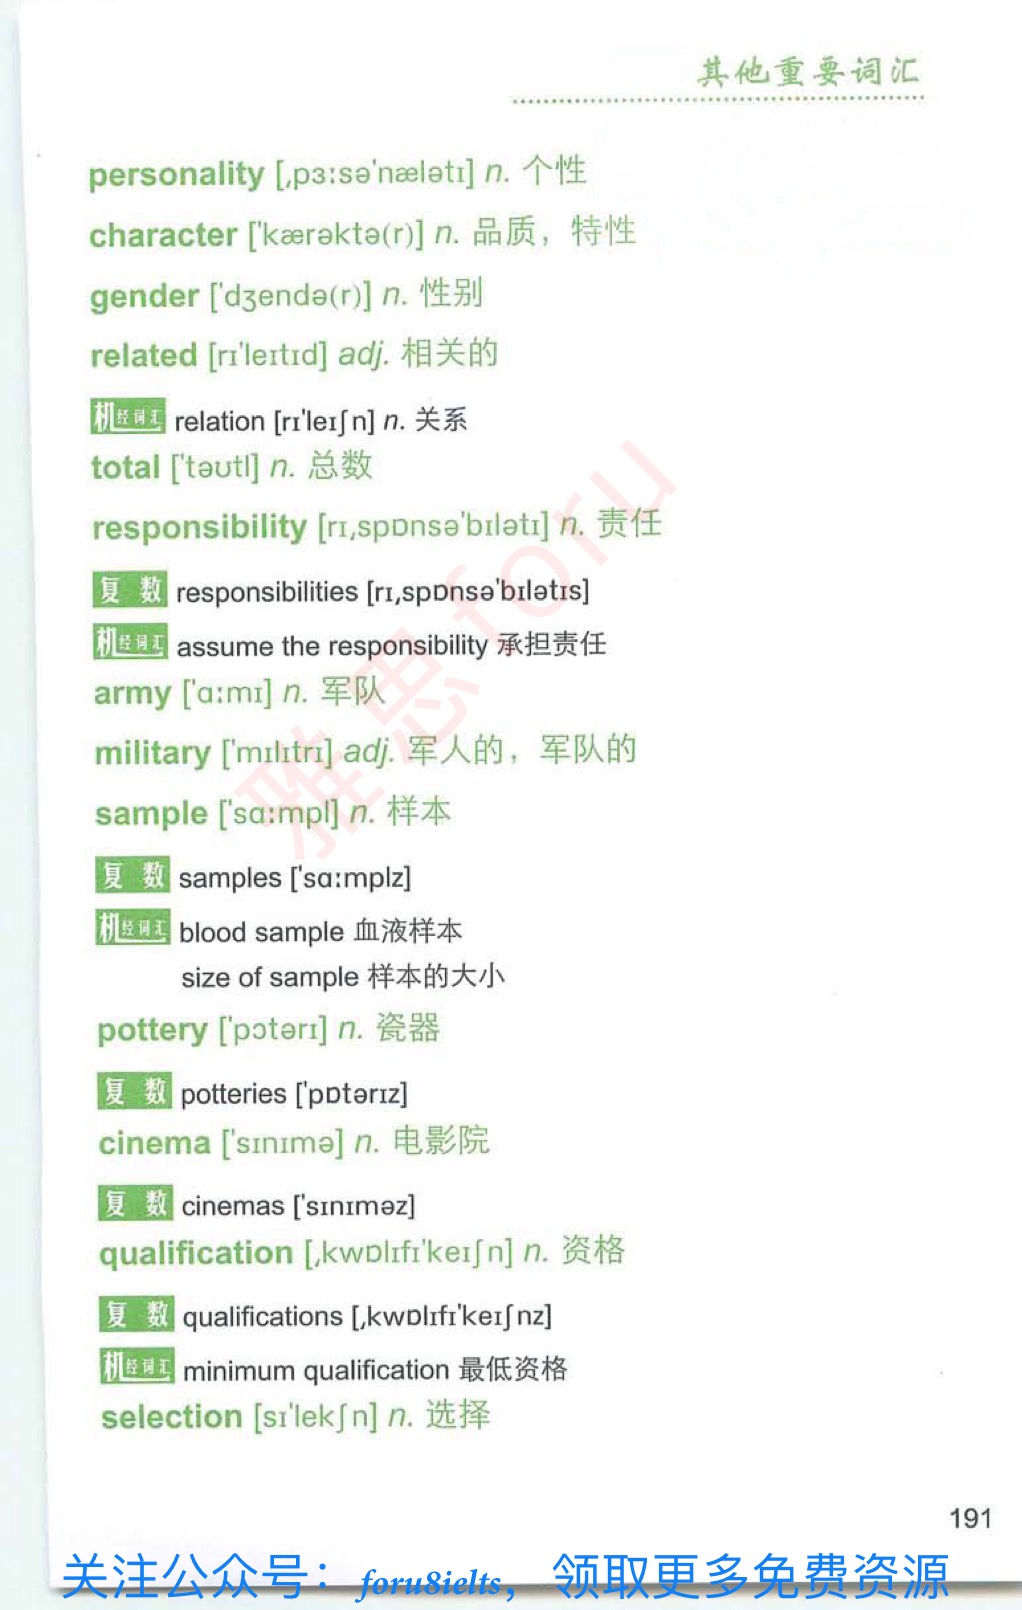 其他重要词汇
personality [ˌpɜːsəˈnælətɪ] n. 个性
character [ˈkærəktə(r)] n. 品质，特性
gender [ˈdʒendə(r)] n. 性别
related [rɪˈleɪtɪd] adj. 相关的
机经词汇 relation [rɪˈleɪʃn] n. 关系
total [ˈtəʊtl] n. 总数
responsibility [rɪˌspɒnsəˈbɪlətɪ] n. 责任
复数 responsibilities [rɪˌspɒnsəˈbɪlətɪs]
机经词汇 assume the responsibility 承担责任
army [ˈɑːmɪ] n. 军队
military [ˈmɪlɪtrɪ] adj. 军人的，军队的
sample [ˈsɑːmpl] n. 样本
复数 samples [ˈsɑːmplz]
机经词汇 blood sample 血液样本
size of sample 样本的大小
pottery [ˈpɔtərɪ] n. 瓷器
复数 potteries [ˈpɒtərɪz]
cinema [ˈsɪnɪmə] n. 电影院
复数 cinemas [ˈsɪnɪməz]
qualification [ˌkwɒlɪfɪˈkeɪʃn] n. 资格
复数 qualifications [ˌkwɒlɪfɪˈkeɪʃnz]
机经词汇 minimum qualification 最低资格
selection [sɪˈlekʃn] n. 选择
雅思foru
191
关注公众号：foru8ielts，领取更多免费资源